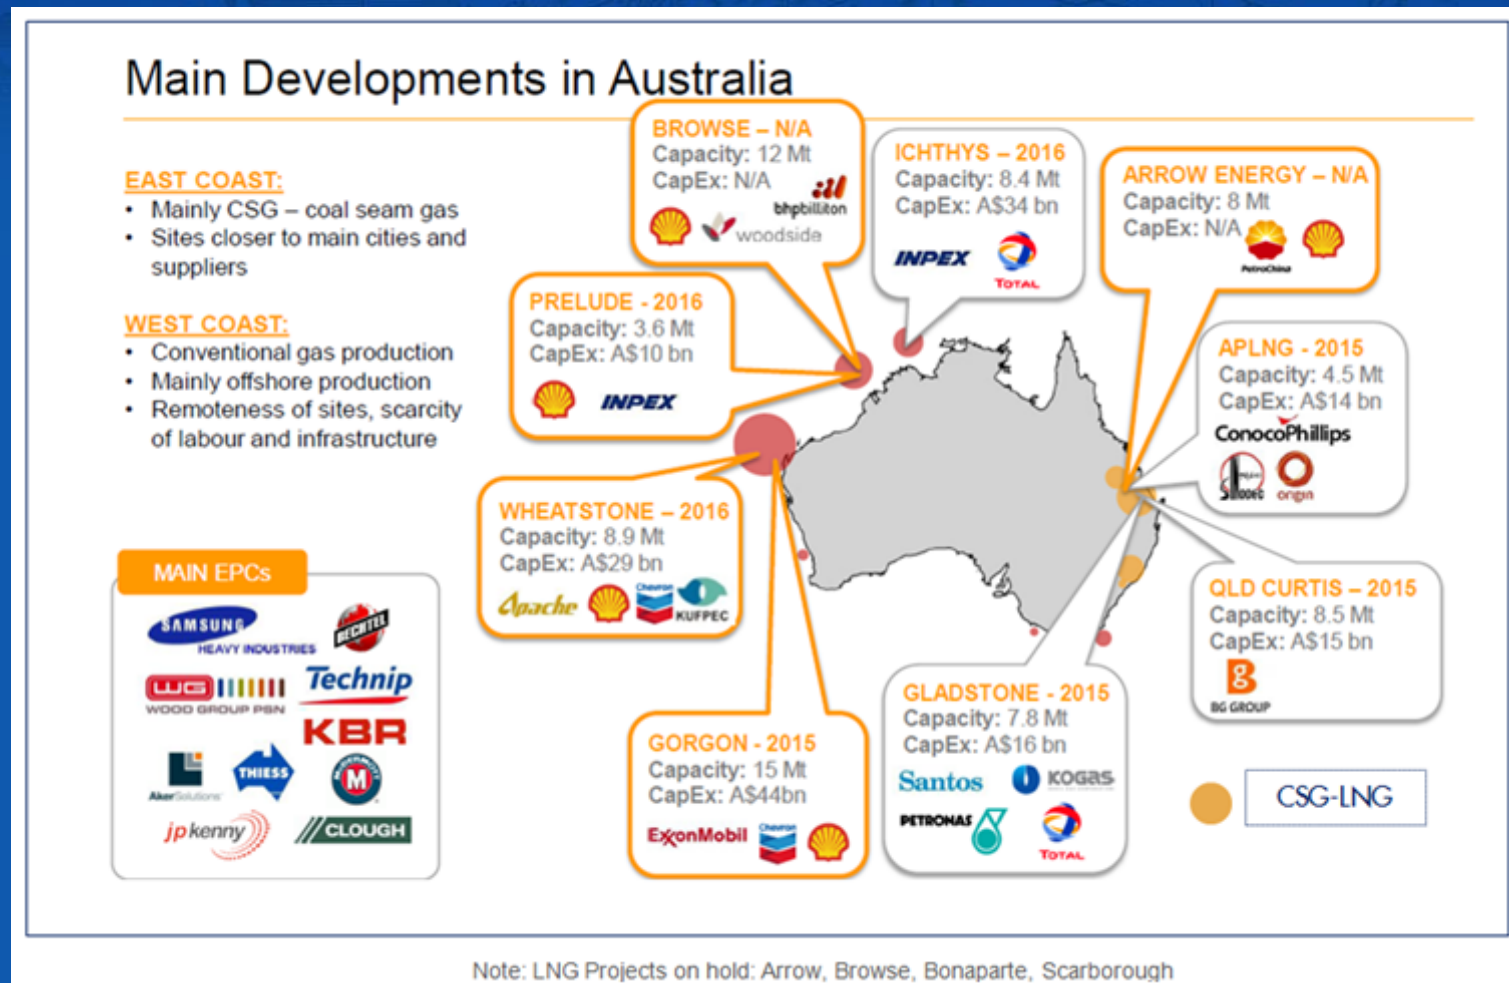 Main Developments in Australia
EAST COAST:
• Mainly CSG – coal seam gas
• Sites closer to main cities and
suppliers
WEST COAST:
• Conventional gas production
• Mainly offshore production
• Remoteness of sites, scarcity
of labour and infrastructure
BROWSE – N/A
Capacity: 12 Mt
CapEx: N/A
bhpbilliton
woodside
ICHTHYS – 2016
Capacity: 8.4 Mt
CapEx: A$34 bn
INPEX
TOTAL
ARROW ENERGY – N/A
Capacity: 8 Mt
CapEx: N/A
PetroChina
PRELUDE - 2016
Capacity: 3.6 Mt
CapEx: A$10 bn
INPEX
APLNG - 2015
Capacity: 4.5 Mt
CapEx: A$14 bn
ConocoPhillips
origin
WHEATSTONE – 2016
Capacity: 8.9 Mt
CapEx: A$29 bn
Apache
Chevron
KUFPEC
QLD CURTIS – 2015
Capacity: 8.5 Mt
CapEx: A$15 bn
BG GROUP
GLADSTONE - 2015
Capacity: 7.8 Mt
CapEx: A$16 bn
Santos
KOGAS
PETRONAS
TOTAL
GORGON - 2015
Capacity: 15 Mt
CapEx: A$44bn
ExxonMobil
Chevron
MAIN EPCs
SAMSUNG
HEAVY INDUSTRIES
BECHTEL
WG
WOOD GROUP PSN
Technip
KBR
AkerSolutions
THIESS
McDERMOTT
M
jp kenny
CLOUGH
CSG-LNG
Note: LNG Projects on hold: Arrow, Browse, Bonaparte, Scarborough